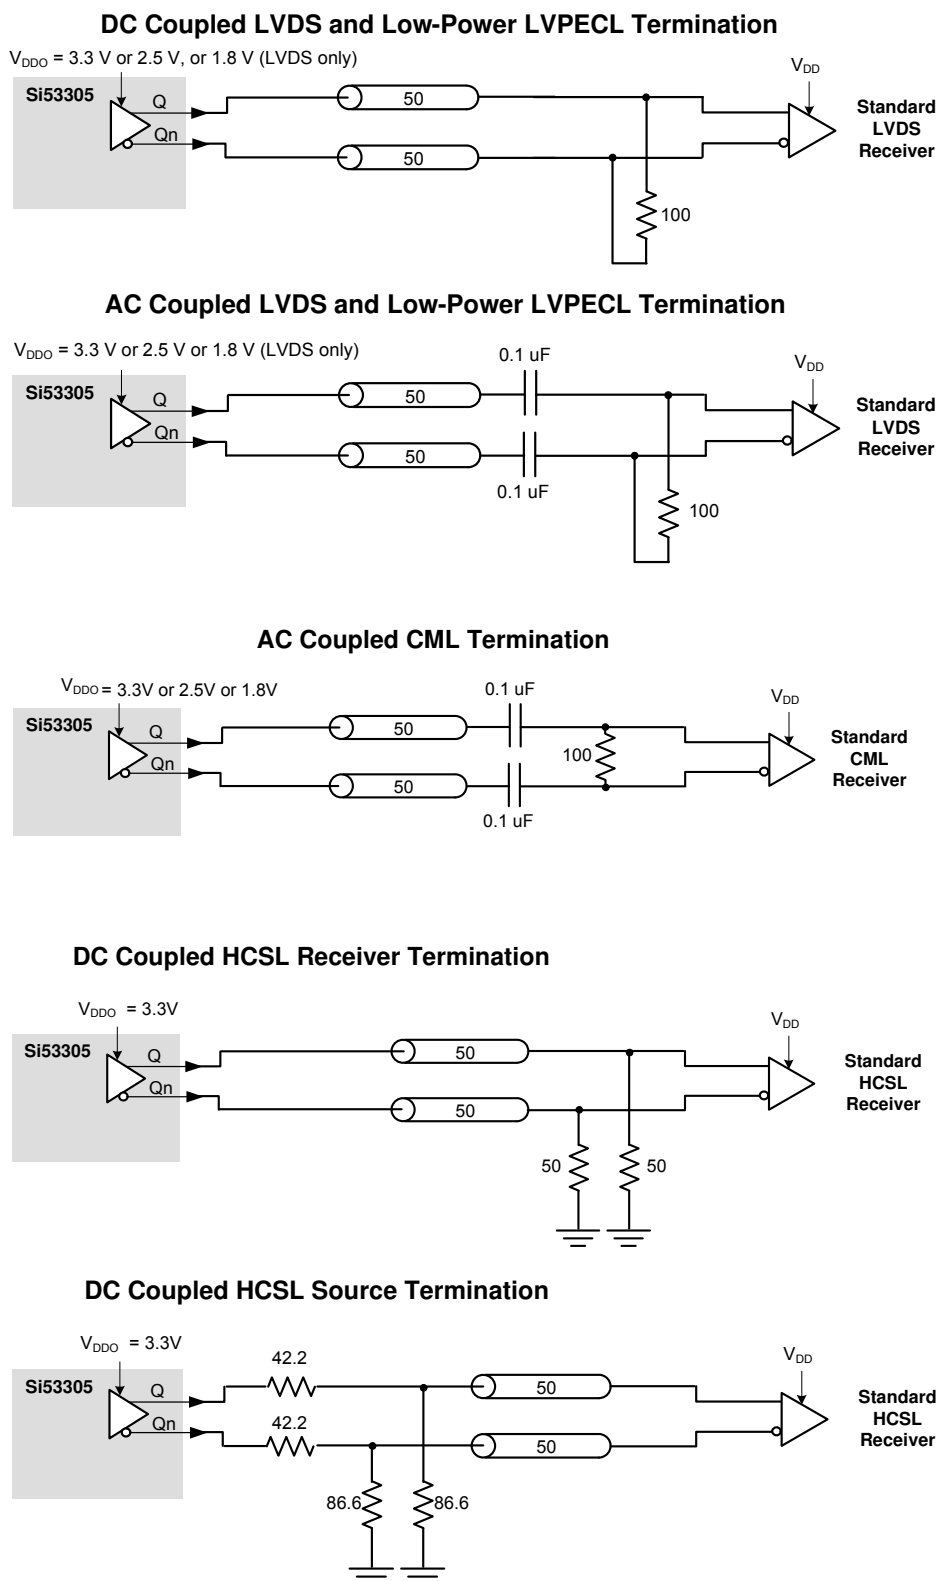 DC Coupled LVDS and Low-Power LVPECL Termination
VDDO = 3.3 V or 2.5 V, or 1.8 V (LVDS only)
VDD
Si53305
Q
Qn
50
50
100
Standard
LVDS
Receiver
AC Coupled LVDS and Low-Power LVPECL Termination
VDDO = 3.3 V or 2.5 V or 1.8 V (LVDS only)
0.1 uF
VDD
Si53305
Q
Qn
50
50
0.1 uF
100
Standard
LVDS
Receiver
AC Coupled CML Termination
VDDO = 3.3V or 2.5V or 1.8V
0.1 uF
VDD
Si53305
Q
Qn
50
50
100
0.1 uF
Standard
CML
Receiver
DC Coupled HCSL Receiver Termination
VDDO = 3.3V
VDD
Si53305
Q
Qn
50
50
50
50
Standard
HCSL
Receiver
DC Coupled HCSL Source Termination
VDDO = 3.3V
42.2
VDD
Si53305
Q
Qn
42.2
50
50
86.6
86.6
Standard
HCSL
Receiver